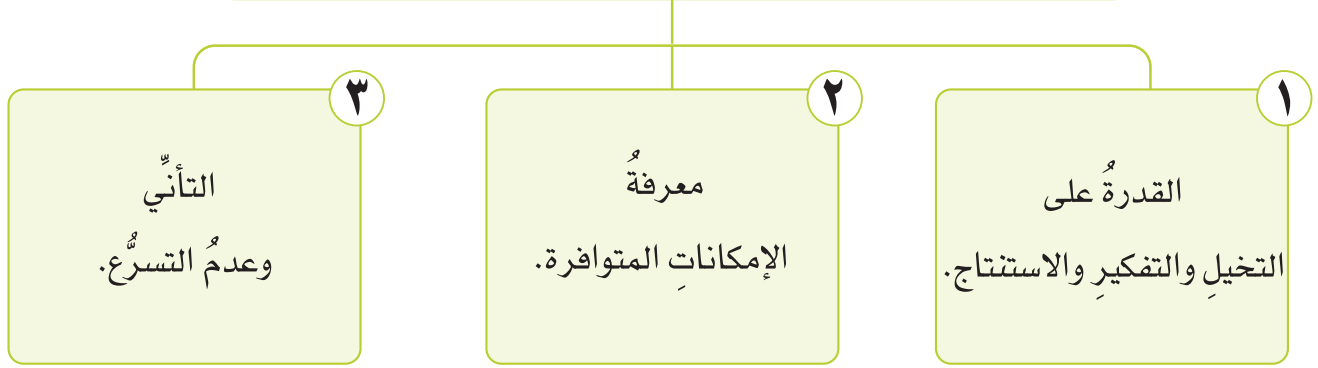 ١
القدرةُ على
التخيلِ والتفكيرِ والاستنتاج.
٢
معرفةُ
الإمكاناتِ المتوافرة.
٣
التأنِّي
وعدمُ التسرُّع.